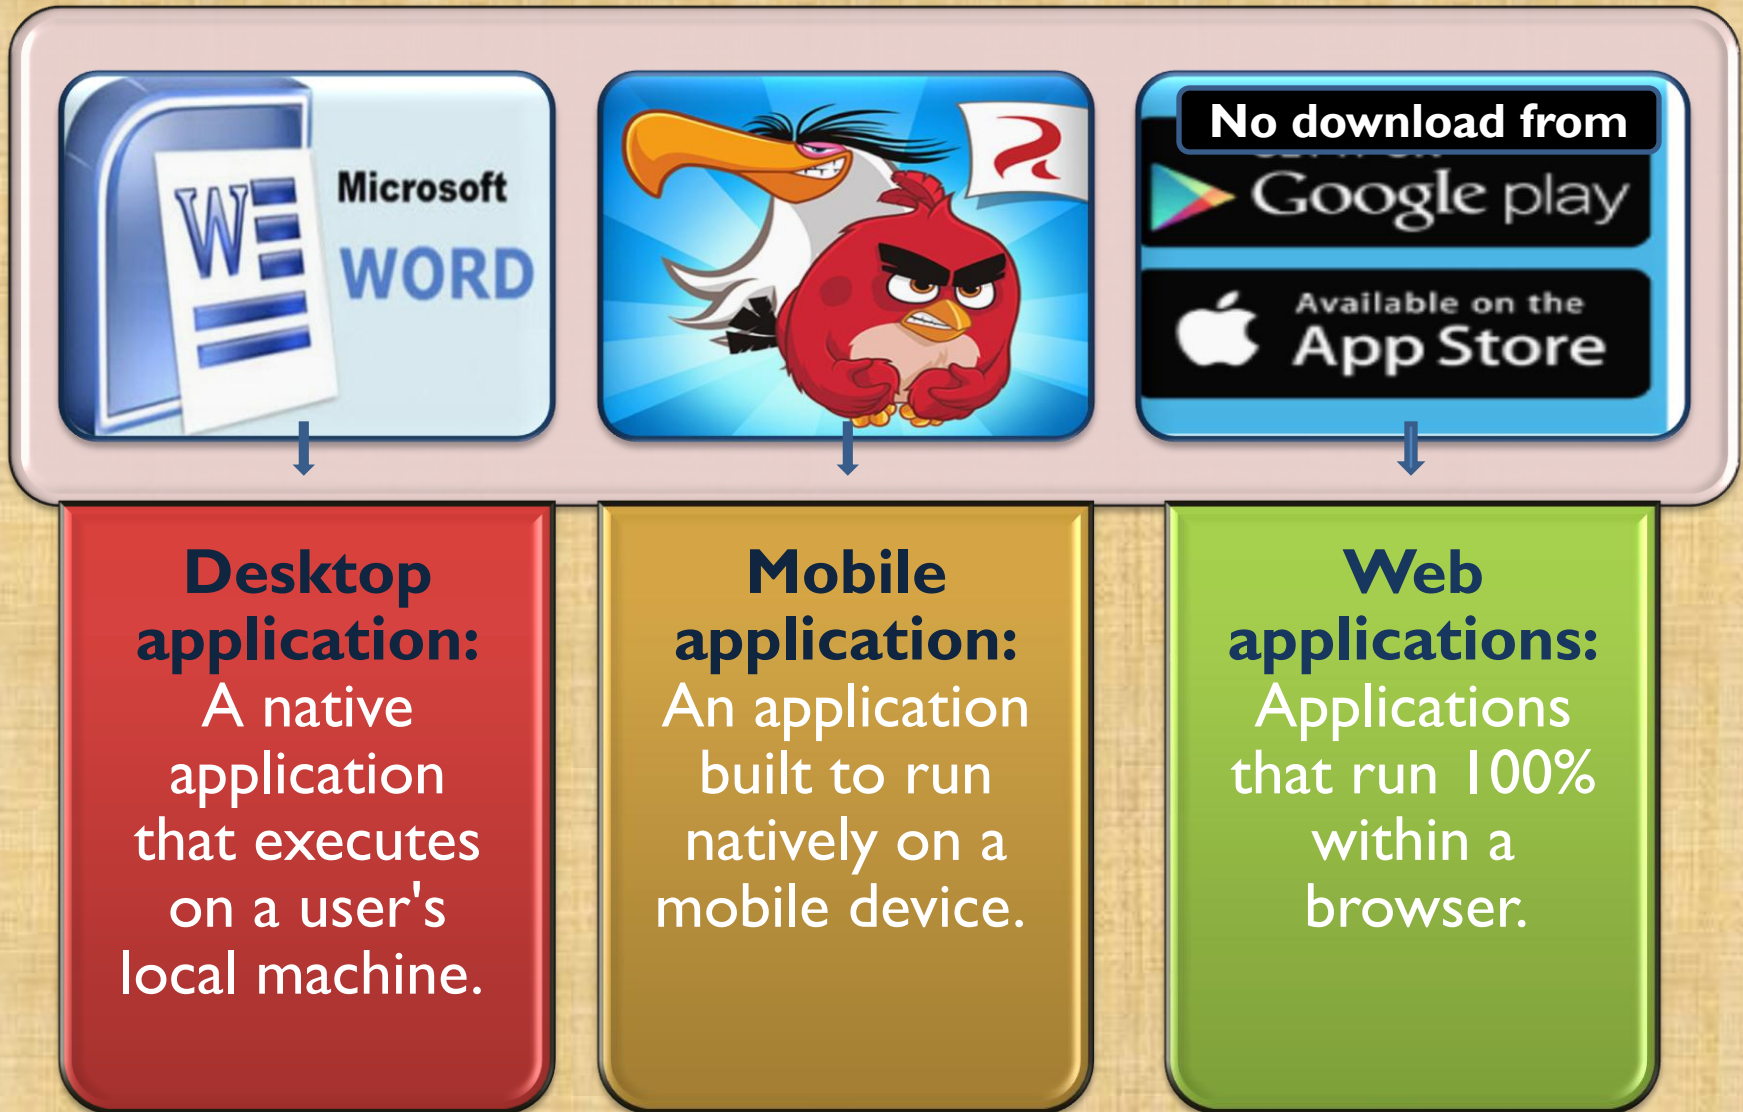 W
Microsoft
WORD
No download from
Google play
Available on the
App Store
Desktop
application:
A native
application
that executes
on a user's
local machine.
Mobile
application:
An application
built to run
natively on a
mobile device.
Web
applications:
Applications
that run 100%
within a
browser.